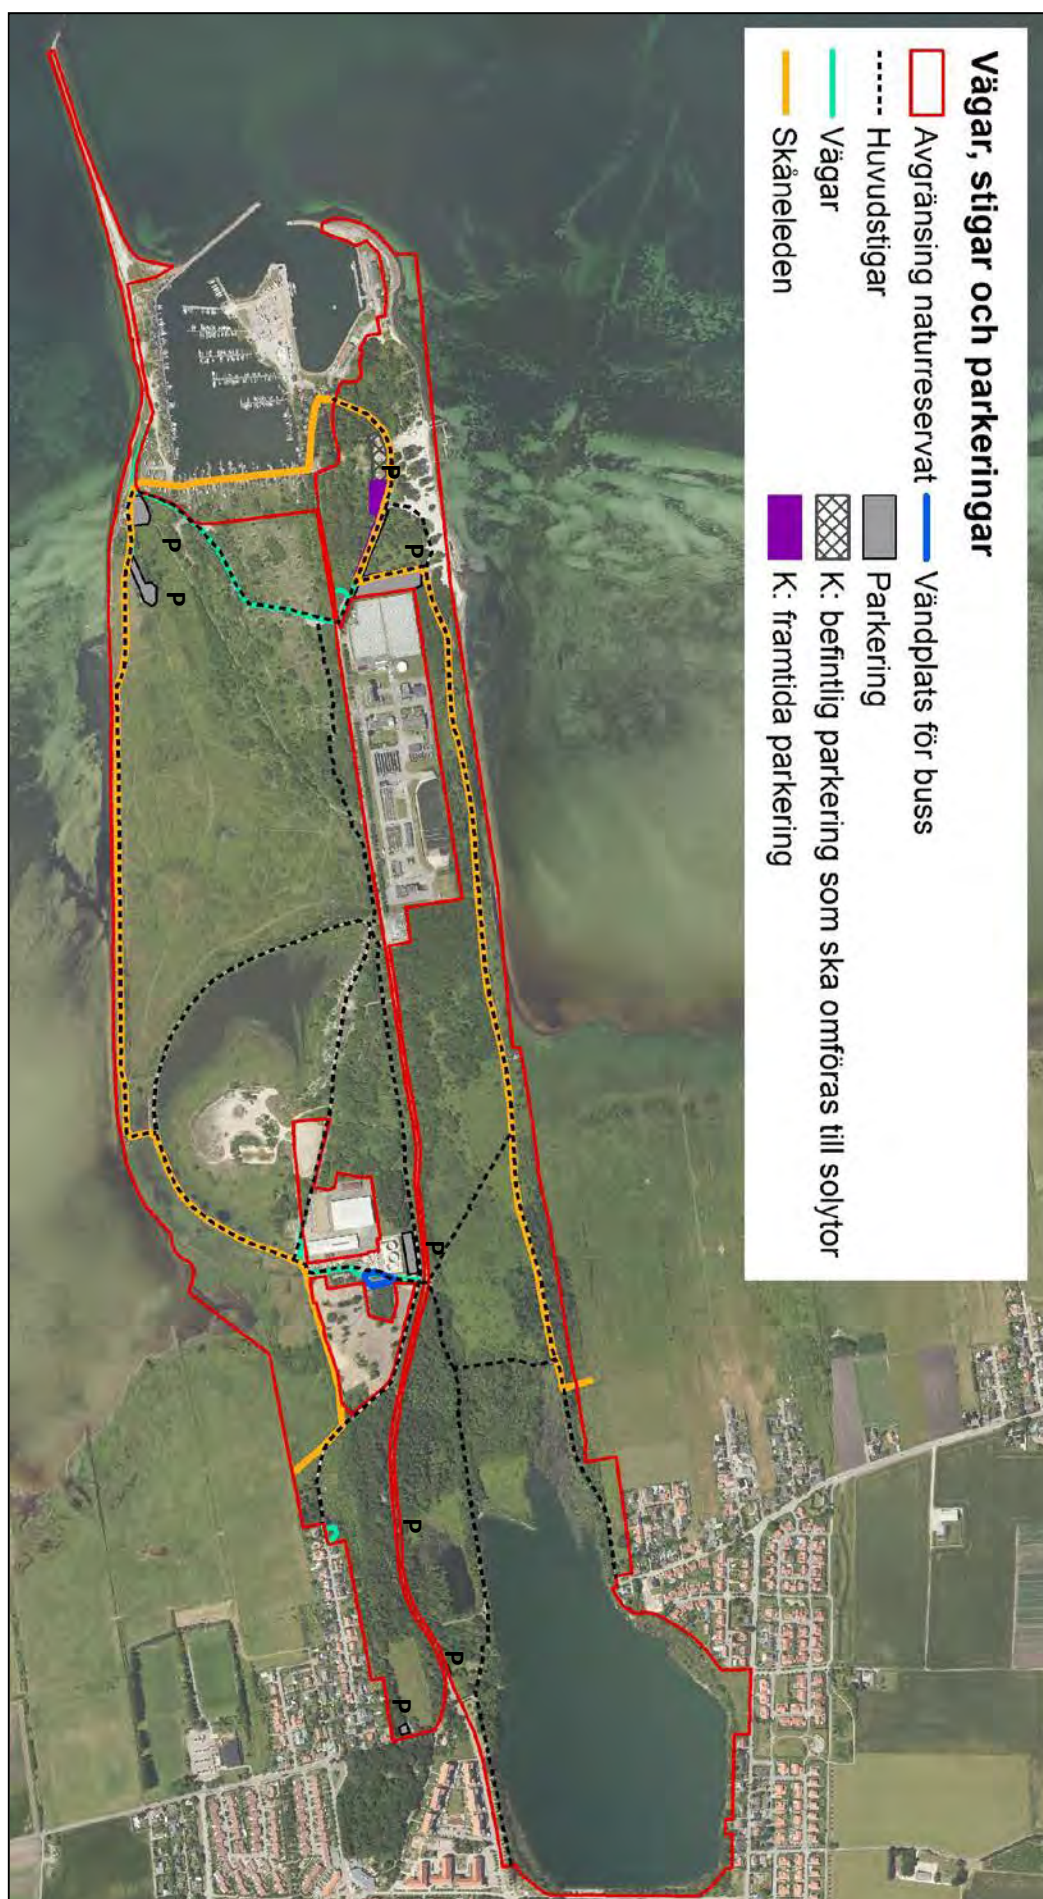 Vägar, stigar och parkeringar
Avgränsing naturreservat
Huvudstigar
Vägar
Skåneleden
Vändplats för buss
Parkering
K: befintlig parkering som ska omföras till solytor
K: framtida parkering
P
P
P
P
P
P
P
P